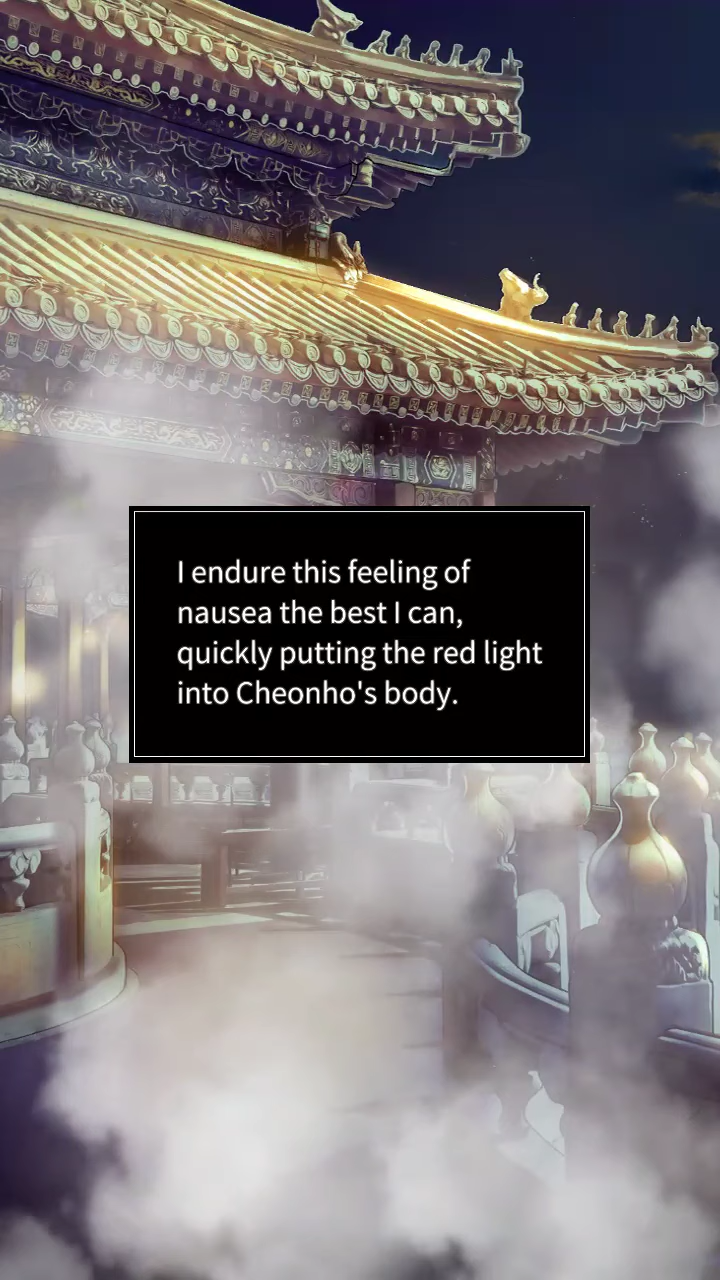 I endure this feeling of
nausea the best I can,
quickly putting the red light
into Cheonho's body.